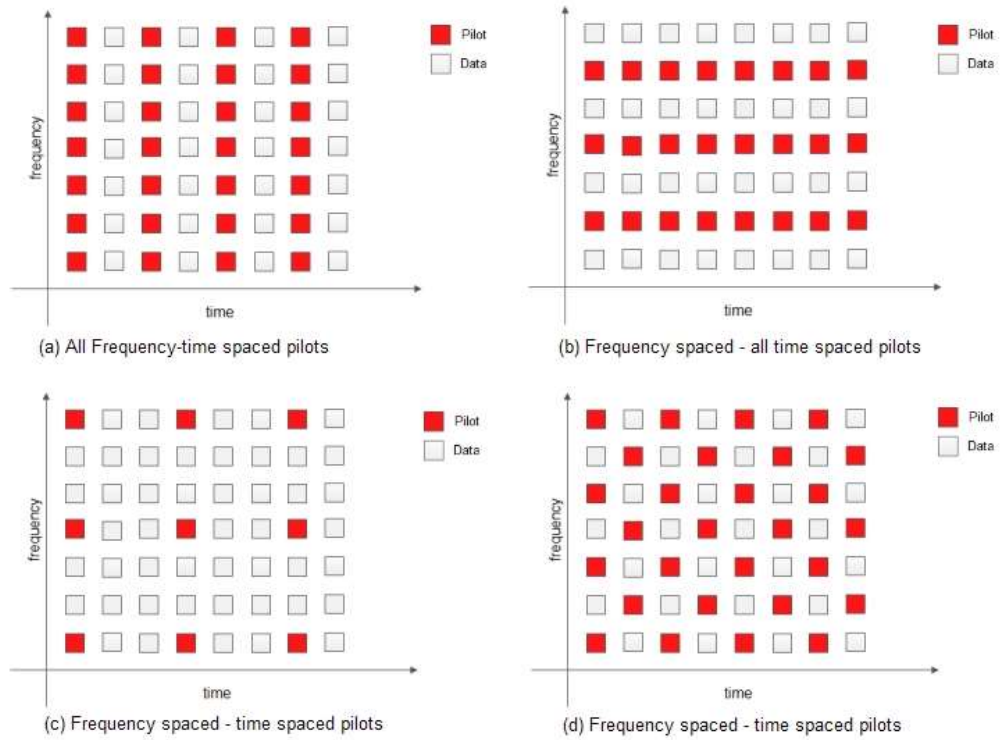 Pilot
Data
frequency
time
(a) All Frequency-time spaced pilots
Pilot
Data
frequency
time
(b) Frequency spaced - all time spaced pilots
Pilot
Data
frequency
time
(c) Frequency spaced - time spaced pilots
Pilot
Data
frequency
time
(d) Frequency spaced - time spaced pilots